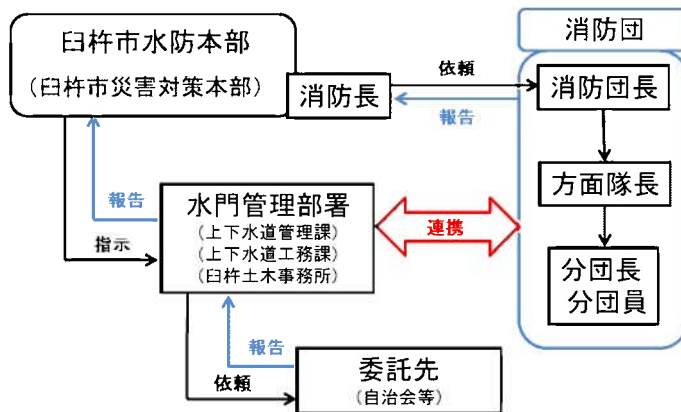 臼杵市水防本部
(臼杵市災害対策本部)
消防長
依頼
報告
消防団
消防団長
方面隊長
分団長
分団員
報告
指示
水門管理部署
(上下水道管理課)
(上下水道工務課)
(臼杵土木事務所)
連携
報告
依頼
委託先
(自治会等)